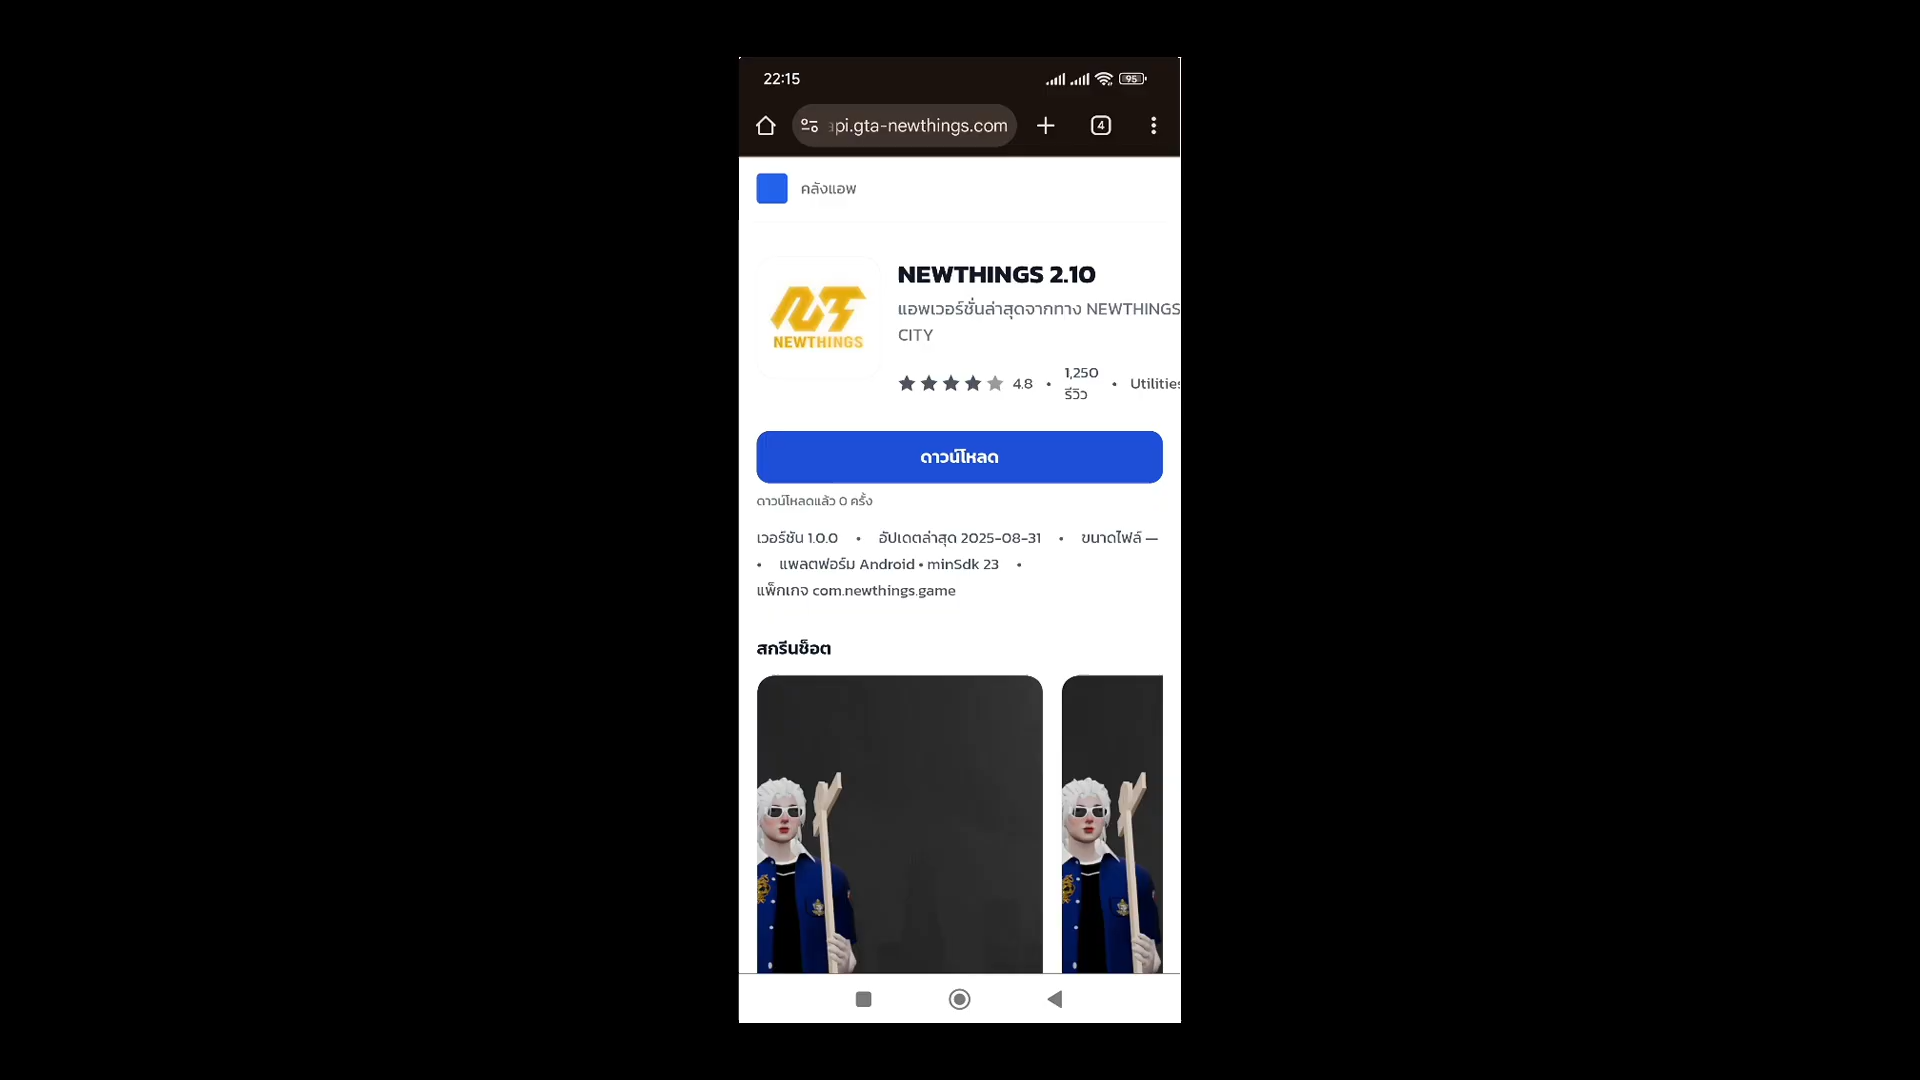 22:15
95
api.gta-newthings.com
4
คลังแอพ
NEWTHINGS
NEWTHINGS 2.10
แอพเวอร์ชั่นล่าสุดจากทาง NEWTHINGS
CITY
4.8 • 1,250 รีวิว • Utilities
ดาวน์โหลด
ดาวน์โหลดแล้ว 0 ครั้ง
เวอร์ชัน 1.0.0 • อัปเดตล่าสุด 2025-08-31 • ขนาดไฟล์ —
• แพลตฟอร์ม Android • minSdk 23 •
แพ็กเกจ com.newthings.game
สกรีนช็อต